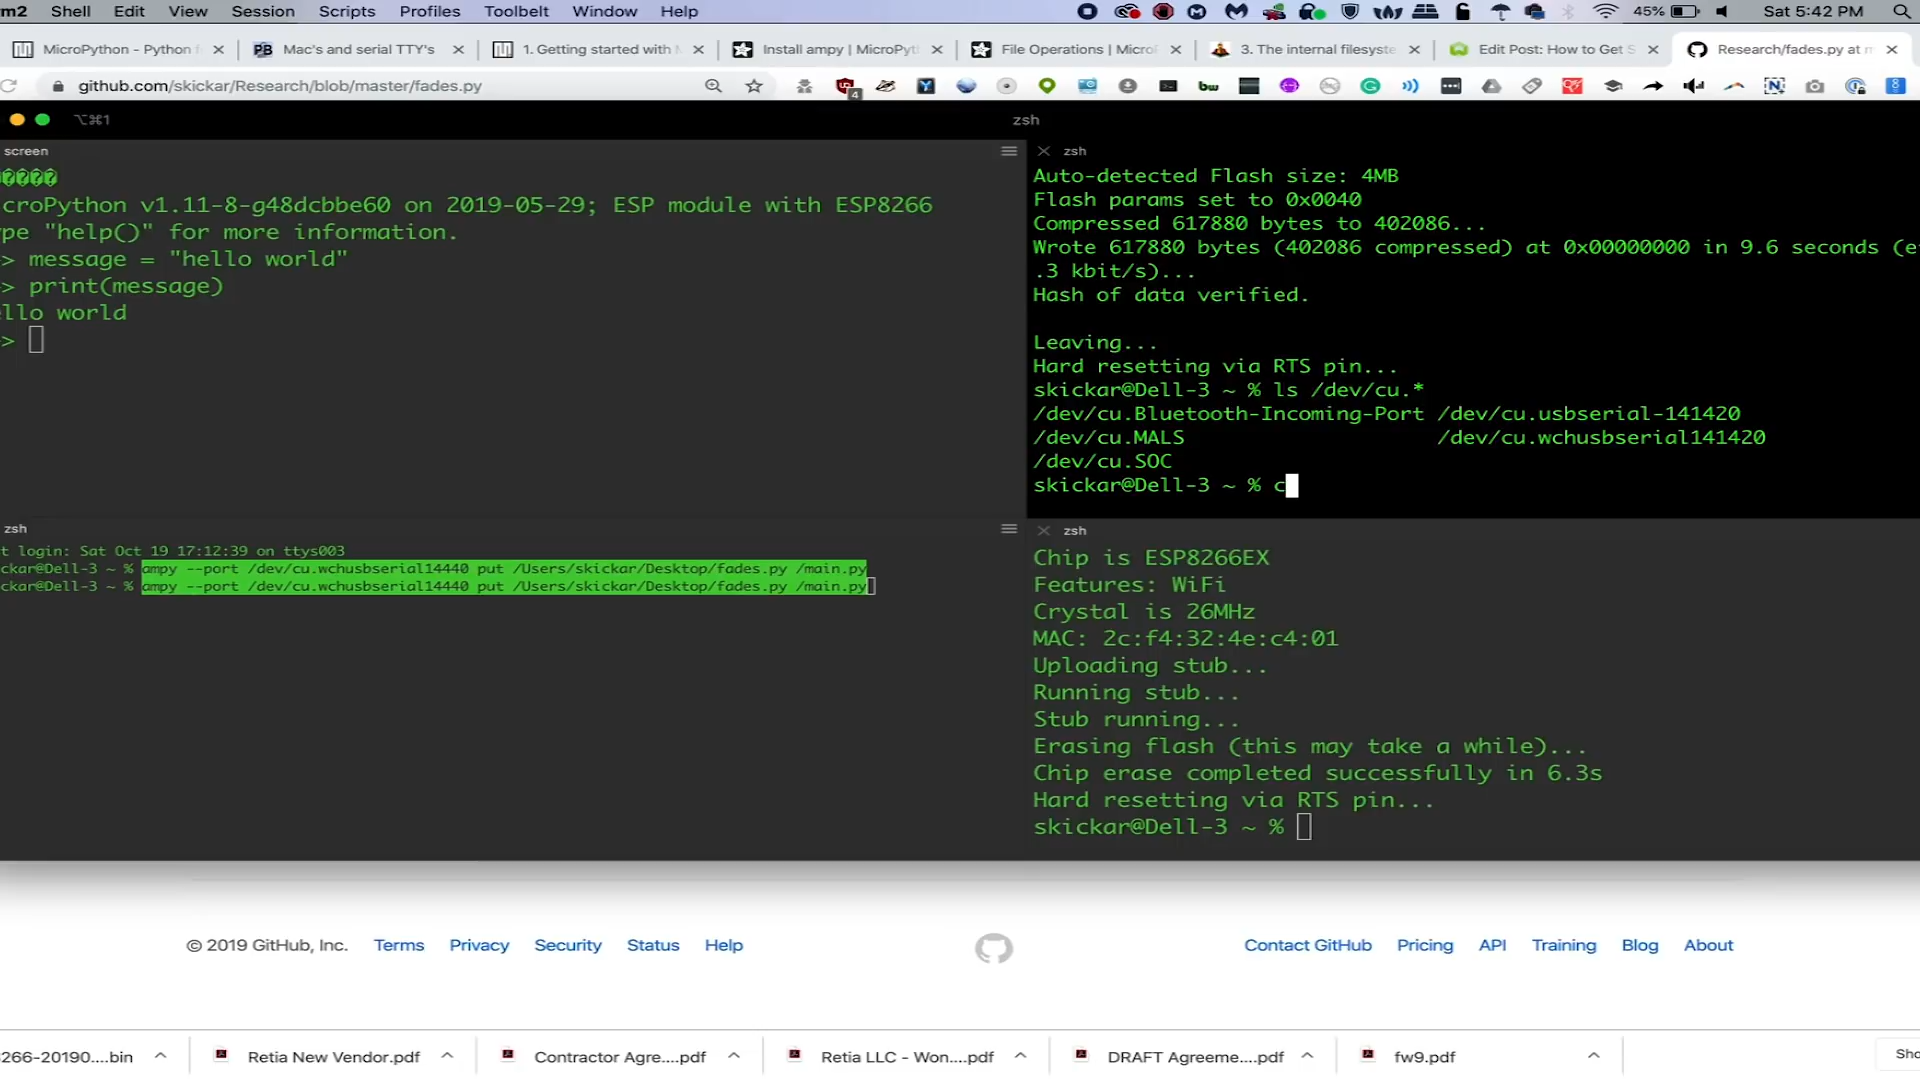 rm2 Shell Edit View Session Scripts Profiles Toolbelt Window Help 45% Sat 5:42 PM
MicroPython - Python f
Mac's and serial TTY's
1. Getting started with M
Install ampy | MicroPyth
File Operations | Microl
3. The internal filesyste
Edit Post: How to Get S
Research/fades.py at m
github.com/skickar/Research/blob/master/fades.py
4
⌥⌘1
zsh
screen
croPython v1.11-8-g48dcbbe60 on 2019-05-29; ESP module with ESP8266
pe "help()" for more information.
> message = "hello world"
> print(message)
llo world
>
zsh
Auto-detected Flash size: 4MB
Flash params set to 0x0040
Compressed 617880 bytes to 402086...
Wrote 617880 bytes (402086 compressed) at 0x00000000 in 9.6 seconds (e
.3 kbit/s)...
Hash of data verified.
Leaving...
Hard resetting via RTS pin...
skickar@Dell-3 ~ % ls /dev/cu.*
/dev/cu.Bluetooth-Incoming-Port /dev/cu.usbserial-141420
/dev/cu.MALS /dev/cu.wchusbserial141420
/dev/cu.SOC
skickar@Dell-3 ~ % c
zsh
t login: Sat Oct 19 17:12:39 on ttys003
ckar@Dell-3 ~ % ampy --port /dev/cu.wchusbserial14440 put /Users/skickar/Desktop/fades.py /main.py
ckar@Dell-3 ~ % ampy --port /dev/cu.wchusbserial14440 put /Users/skickar/Desktop/fades.py /main.py
zsh
Chip is ESP8266EX
Features: WiFi
Crystal is 26MHz
MAC: 2c:f4:32:4e:c4:01
Uploading stub...
Running stub...
Stub running...
Erasing flash (this may take a while)...
Chip erase completed successfully in 6.3s
Hard resetting via RTS pin...
skickar@Dell-3 ~ %
© 2019 GitHub, Inc. Terms Privacy Security Status Help Contact GitHub Pricing API Training Blog About
266-20190....bin
Retia New Vendor.pdf
Contractor Agre....pdf
Retia LLC - Won....pdf
DRAFT Agreeme....pdf
fw9.pdf
Sho